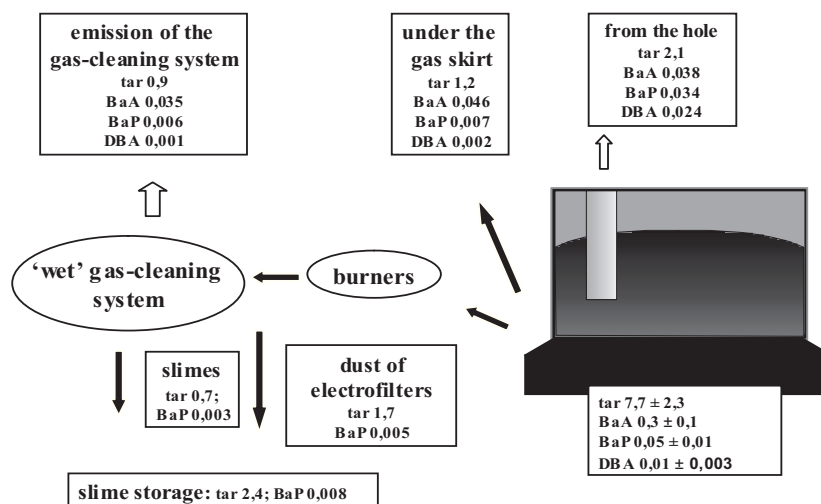 emission of the
gas-cleaning system
tar 0,9
BaA 0,035
BaP 0,006
DBA 0,001
under the
gas skirt
tar 1,2
BaA 0,046
BaP 0,007
DBA 0,002
from the hole
tar 2,1
BaA 0,038
BaP 0,034
DBA 0,024
‘wet’ gas-cleaning
system
burners
slimes
tar 0,7;
BaP 0,003
dust of
electrofilters
tar 1,7
BaP 0,005
tar 7,7 ± 2,3
BaA 0,3 ± 0,1
BaP 0,05 ± 0,01
DBA 0,01 ± 0,003
slime storage: tar 2,4; BaP 0,008